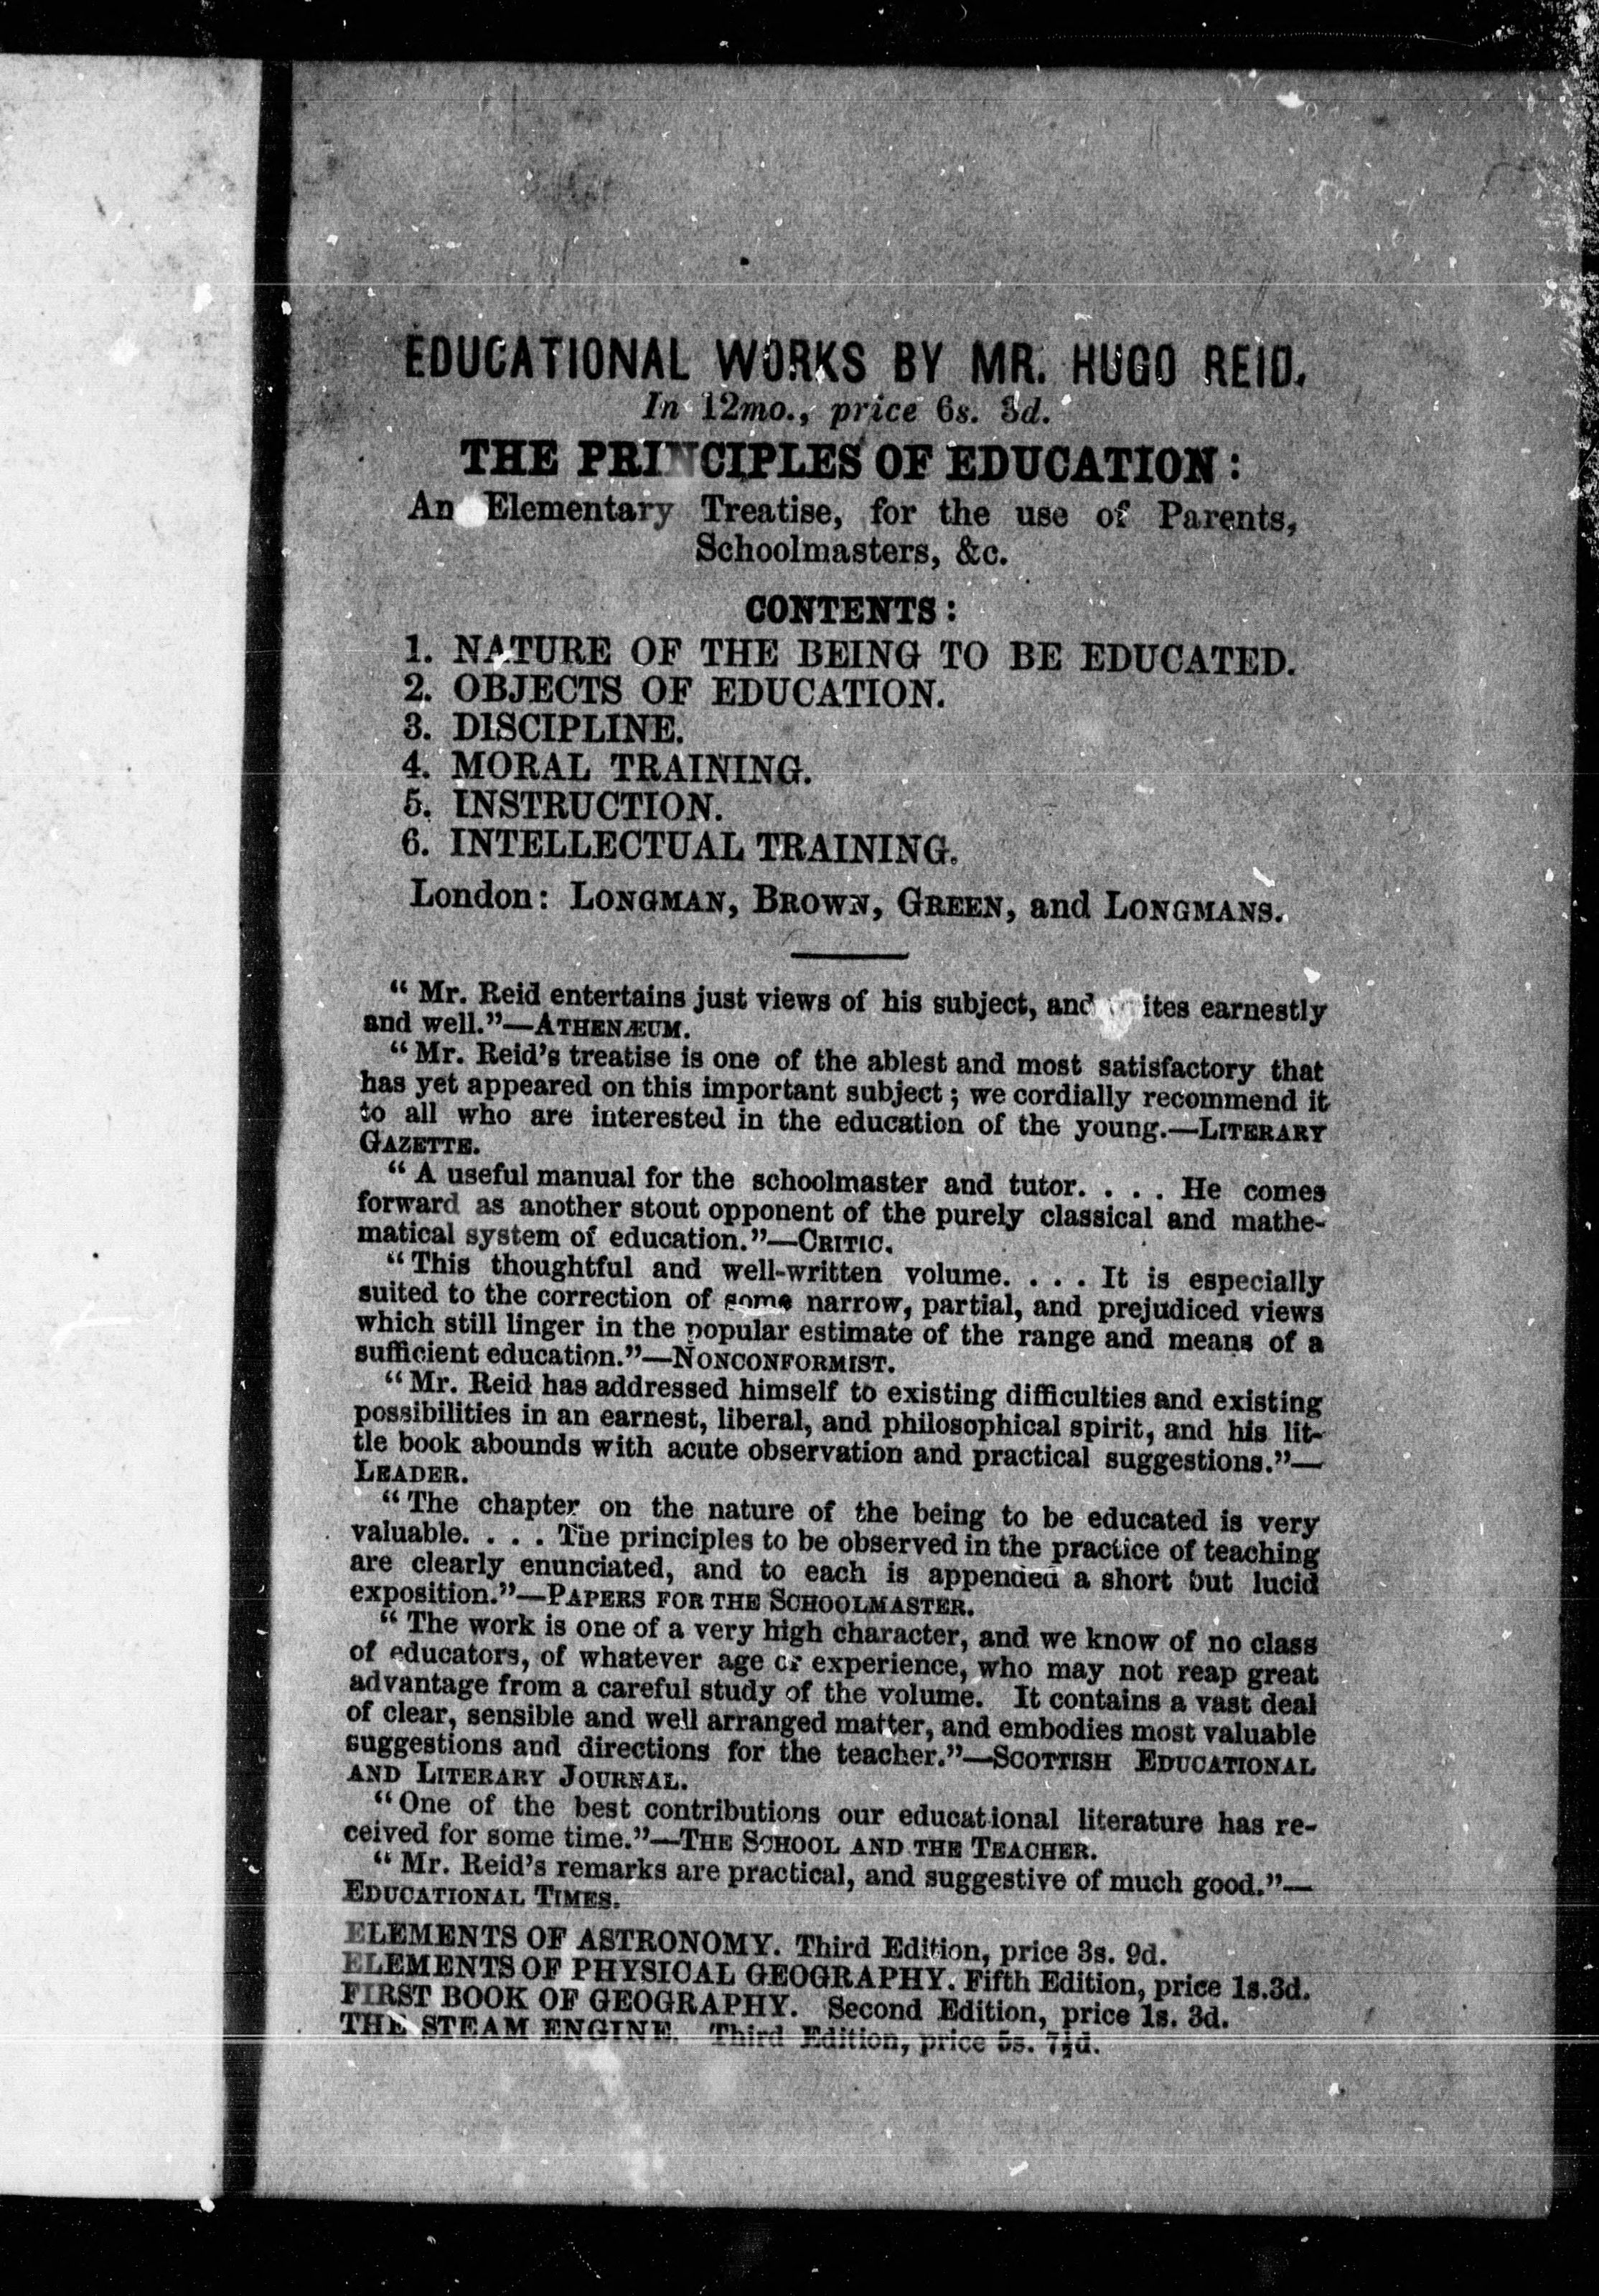 EDUCATIONAL WORKS BY MR. HUGO REID.
In 12mo., price 6s. 3d.
THE PRINCIPLES OF EDUCATION:
An Elementary Treatise, for the use of Parents,
Schoolmasters, &c.
CONTENTS:
1. NATURE OF THE BEING TO BE EDUCATED.
2. OBJECTS OF EDUCATION.
3. DISCIPLINE.
4. MORAL TRAINING.
5. INSTRUCTION.
6. INTELLECTUAL TRAINING.
London: LONGMAN, BROWN, GREEN, and LONGMANS.
"Mr. Reid entertains just views of his subject, and writes earnestly
and well."—ATHENÆUM.
"Mr. Reid's treatise is one of the ablest and most satisfactory that
has yet appeared on this important subject; we cordially recommend it
to all who are interested in the education of the young.—LITERARY
GAZETTE.
"A useful manual for the schoolmaster and tutor. . . . He comes
forward as another stout opponent of the purely classical and mathe-
matical system of education."—CRITIC.
"This thoughtful and well-written volume. . . . It is especially
suited to the correction of some narrow, partial, and prejudiced views
which still linger in the popular estimate of the range and means of a
sufficient education."—NONCONFORMIST.
"Mr. Reid has addressed himself to existing difficulties and existing
possibilities in an earnest, liberal, and philosophical spirit, and his lit-
tle book abounds with acute observation and practical suggestions."—
LEADER.
"The chapter on the nature of the being to be educated is very
valuable. . . . The principles to be observed in the practice of teaching
are clearly enunciated, and to each is appended a short but lucid
exposition."—PAPERS FOR THE SCHOOLMASTER.
"The work is one of a very high character, and we know of no class
of educators, of whatever age or experience, who may not reap great
advantage from a careful study of the volume. It contains a vast deal
of clear, sensible and well arranged matter, and embodies most valuable
suggestions and directions for the teacher."—SCOTTISH EDUCATIONAL
AND LITERARY JOURNAL.
"One of the best contributions our educational literature has re-
ceived for some time."—THE SCHOOL AND THE TEACHER.
"Mr. Reid's remarks are practical, and suggestive of much good."—
EDUCATIONAL TIMES.
ELEMENTS OF ASTRONOMY. Third Edition, price 3s. 9d.
ELEMENTS OF PHYSICAL GEOGRAPHY. Fifth Edition, price 1s.3d.
FIRST BOOK OF GEOGRAPHY. Second Edition, price 1s. 3d.
THE STEAM ENGINE. Third Edition, price 5s. 7½d.